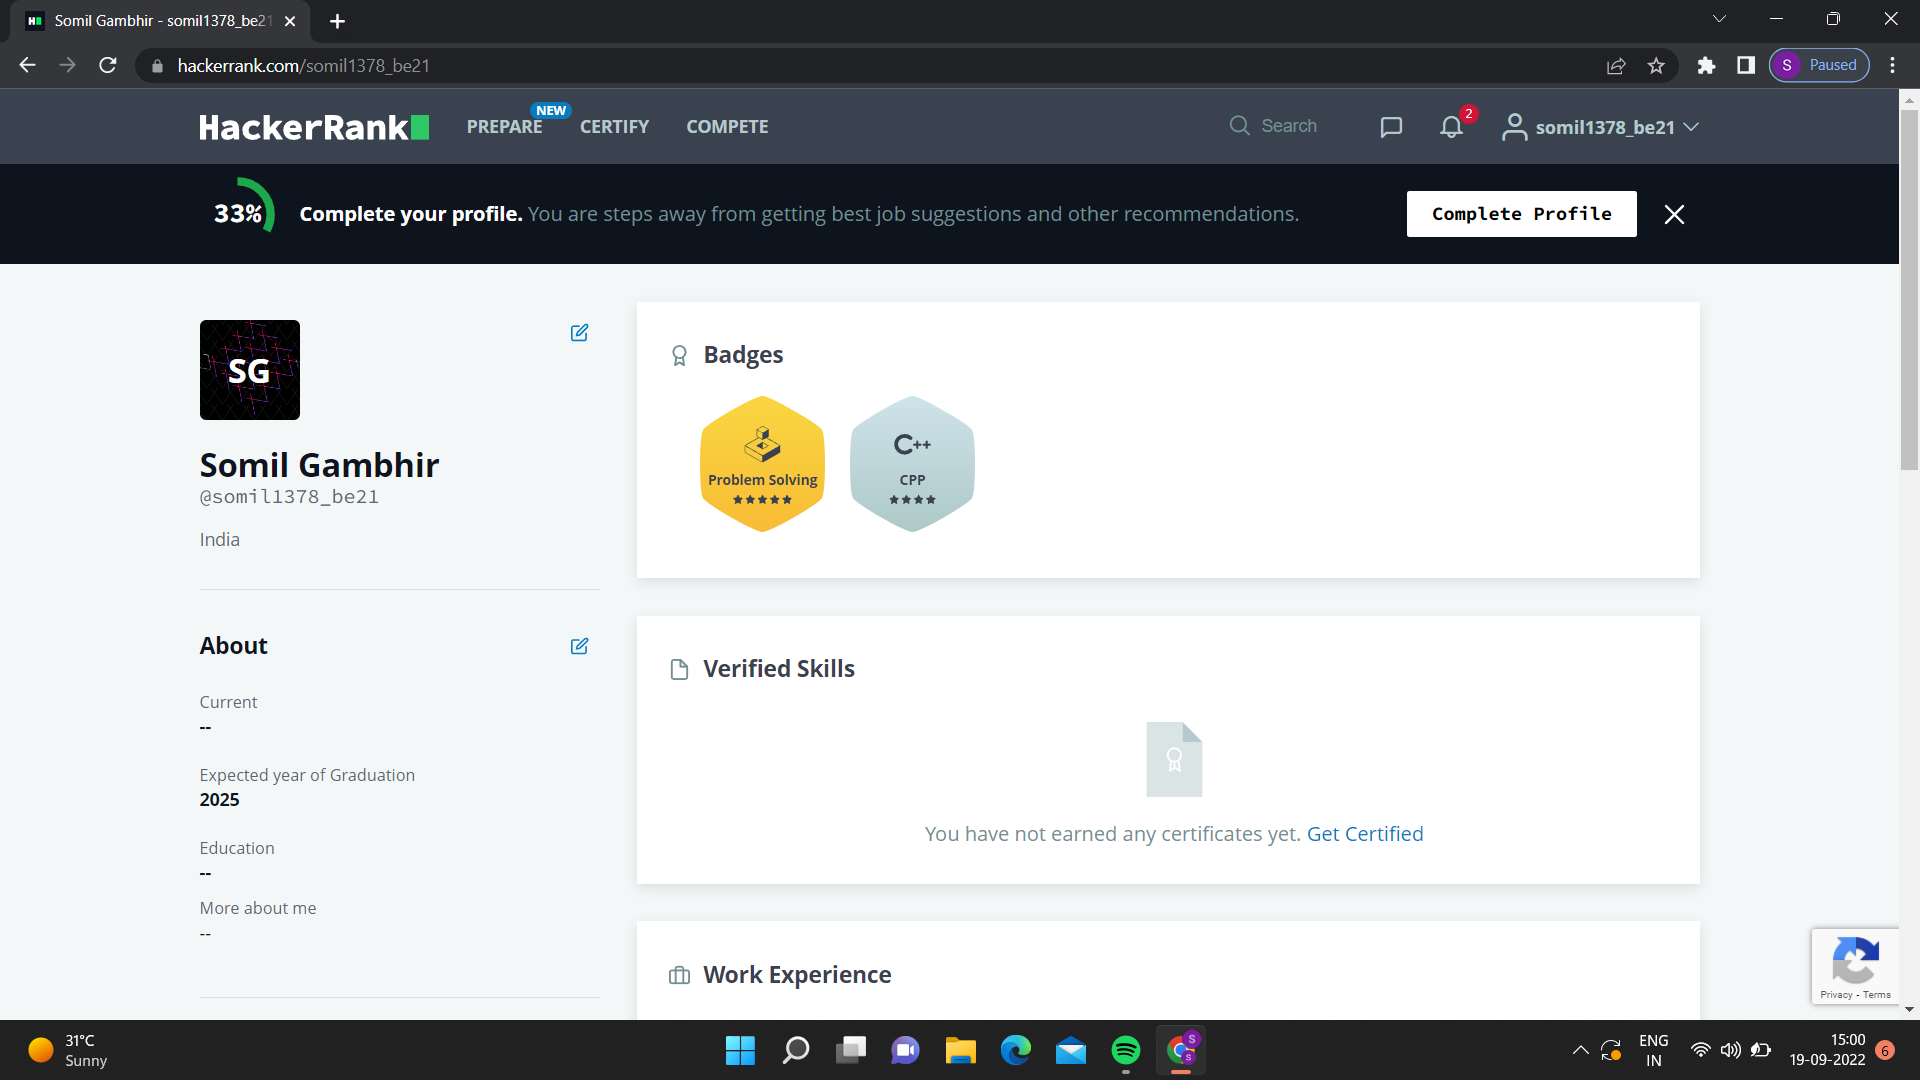 Somil Gambhir - somil1378_be21
hackerrank.com/somil1378_be21
S Paused
HackerRank
PREPARE
NEW
CERTIFY
COMPETE
Search
2
somil1378_be21
33%
Complete your profile. You are steps away from getting best job suggestions and other recommendations.
Complete Profile
SG
Somil Gambhir
@somil1378_be21
India
About
Current
--
Expected year of Graduation
2025
Education
--
More about me
--
Badges
Problem Solving
C++
CPP
Verified Skills
You have not earned any certificates yet. Get Certified
Work Experience
Privacy - Terms
31°C
Sunny
S
S
ENG
IN
15:00
19-09-2022
6